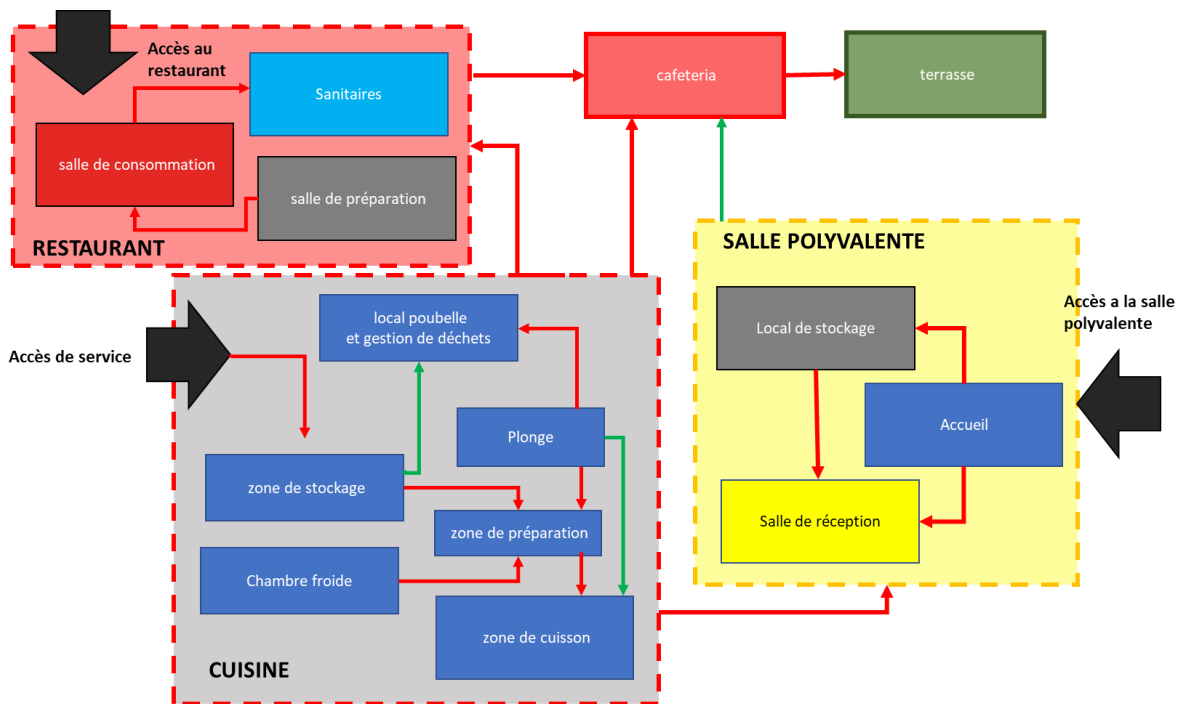 Accès au
restaurant
Sanitaires
cafeteria
terrasse
salle de consommation
salle de préparation
RESTAURANT
SALLE POLYVALENTE
local poubelle
et gestion de déchets
Local de stockage
Accès a la salle
polyvalente
Accès de service
Plonge
Accueil
zone de stockage
zone de préparation
Salle de réception
Chambre froide
zone de cuisson
CUISINE